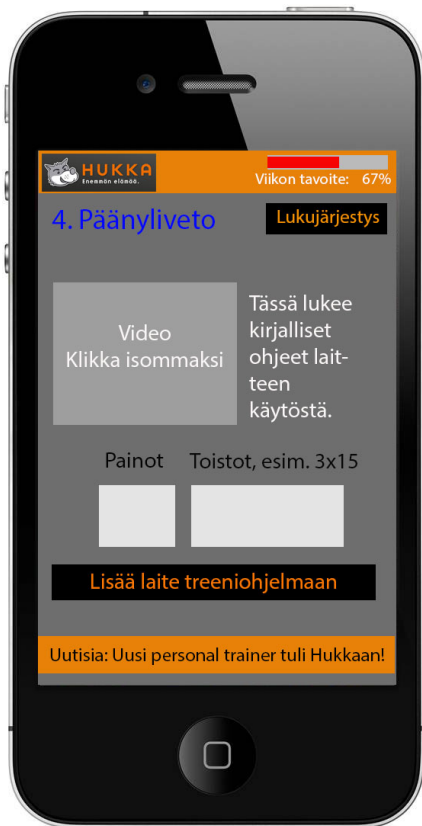 HUKKA
Enemmän elämää.
Viikon tavoite: 67%
4. Päänyliveto
Lukujärjestys
Video
Klikka isommaksi
Tässä lukee
kirjalliset
ohjeet lait-
teen
käytöstä.
Painot
Toistot, esim. 3x15
Lisää laite treeniohjelmaan
Uutisia: Uusi personal trainer tuli Hukkaan!